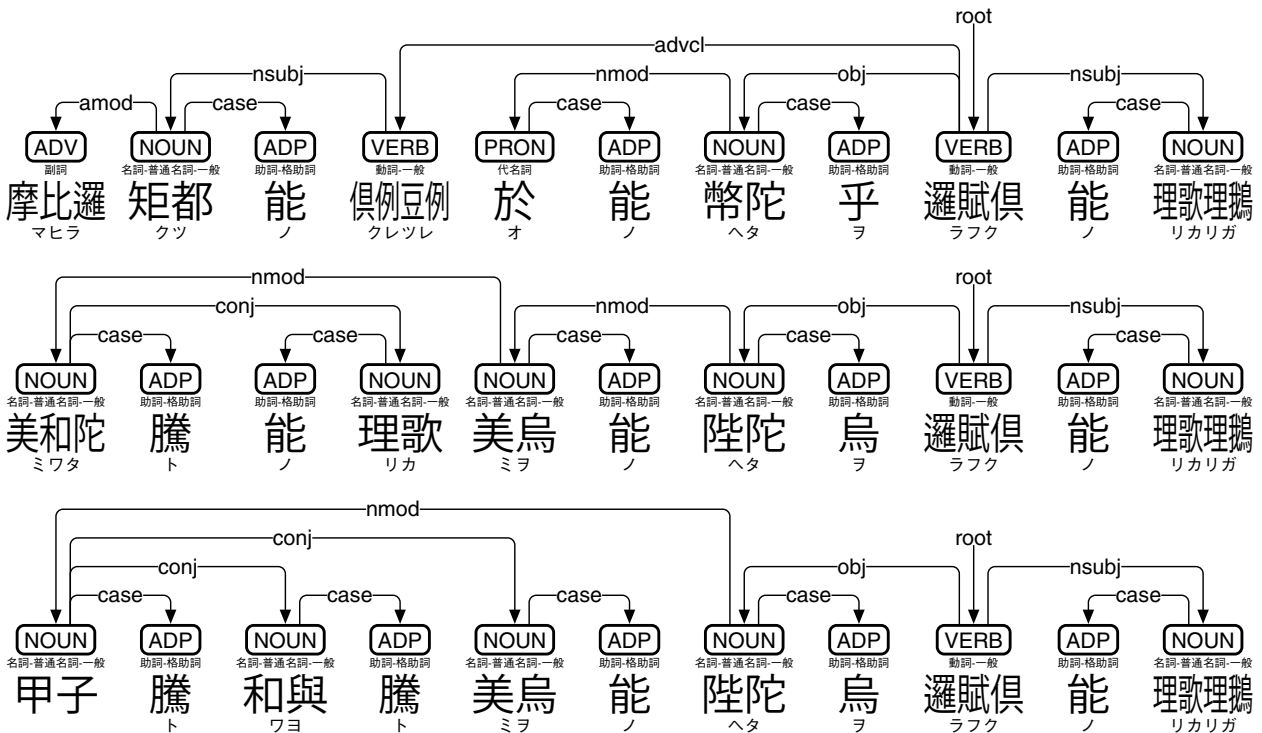 root
advcl
nsubj nmod obj nsubj
amod case case case case
ADV NOUN ADP VERB PRON ADP NOUN ADP VERB ADP NOUN
副詞 名詞-普通名詞-一般 助詞-格助詞 動詞-一般 代名詞 助詞-格助詞 名詞-普通名詞-一般 助詞-格助詞 動詞-一般 助詞-格助詞 名詞-普通名詞-一般
摩比邏 矩都 能 倶例豆例 於 能 幣陀 乎 邏賦倶 能 理歌理鵝
マヒラ クツ ノ クレツレ オ ノ ヘタ ヲ ラフク ノ リカリガ
nmod root
conj nmod obj nsubj
case case case case case
NOUN ADP ADP NOUN NOUN ADP NOUN ADP VERB ADP NOUN
名詞-普通名詞-一般 助詞-格助詞 助詞-格助詞 名詞-普通名詞-一般 名詞-普通名詞-一般 助詞-格助詞 名詞-普通名詞-一般 助詞-格助詞 動詞-一般 助詞-格助詞 名詞-普通名詞-一般
美和陀 騰 能 理歌 美烏 能 陛陀 烏 邏賦倶 能 理歌理鵝
ミワタ ト ノ リカ ミヲ ノ ヘタ ヲ ラフク ノ リカリガ
nmod
conj root
conj obj nsubj
case case case case case
NOUN ADP NOUN ADP NOUN ADP NOUN ADP VERB ADP NOUN
名詞-普通名詞-一般 助詞-格助詞 名詞-普通名詞-一般 助詞-格助詞 名詞-普通名詞-一般 助詞-格助詞 名詞-普通名詞-一般 助詞-格助詞 動詞-一般 助詞-格助詞 名詞-普通名詞-一般
甲子 騰 和與 騰 美烏 能 陛陀 烏 邏賦倶 能 理歌理鵝
ト ワヨ ト ミヲ ノ ヘタ ヲ ラフク ノ リカリガ